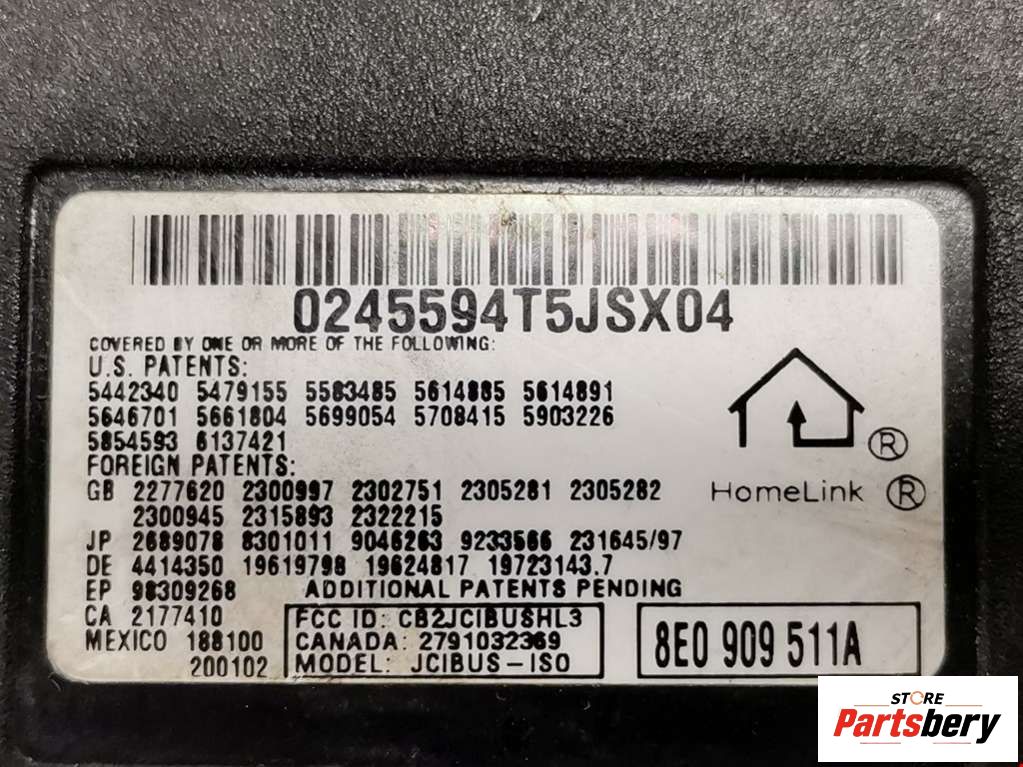 0245594T5JSX04
COVERED BY ONE OR MORE OF THE FOLLOWING:
U.S. PATENTS:
5442340 5479155 5583485 5614885 5614891
5646701 5661804 5699054 5708415 5903226
5854593 6137421
FOREIGN PATENTS:
GB 2277620 2300997 2302751 2305281 2305282
2300945 2315893 2322215
JP 2689078 8301011 9046263 9233566 231645/97
DE 4414350 19619798 19624817 19723143.7
EP 98309268 ADDITIONAL PATENTS PENDING
CA 2177410
MEXICO 188100
200102
FCC ID: CB2JCIBUSHL3
CANADA: 2791032369
MODEL: JCIBUS-ISO
®
HomeLink ®
8E0 909 511A
STORE
Partsbery